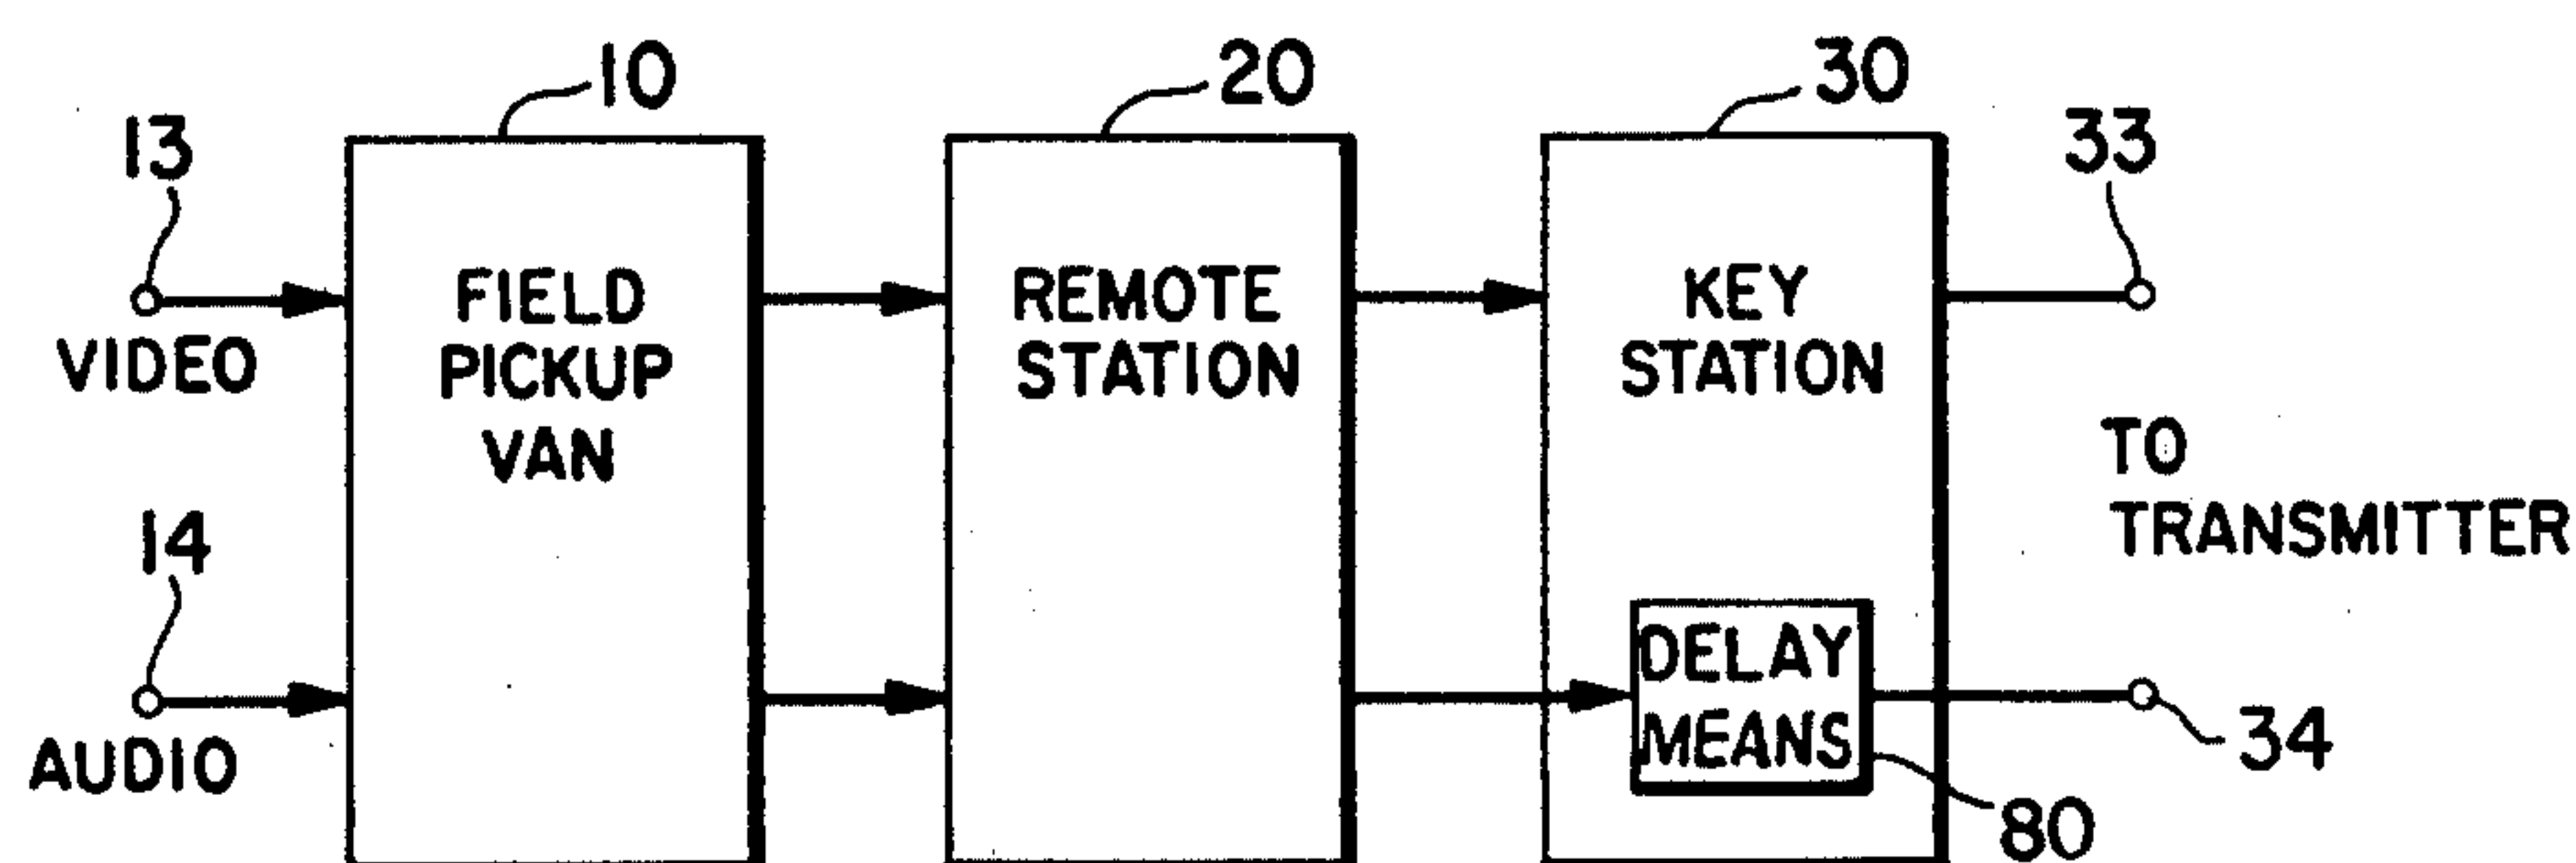 10
20
30
13
33
VIDEO
FIELD
PICKUP
VAN
REMOTE
STATION
KEY
STATION
TO
TRANSMITTER
14
AUDIO
DELAY
MEANS
34
80